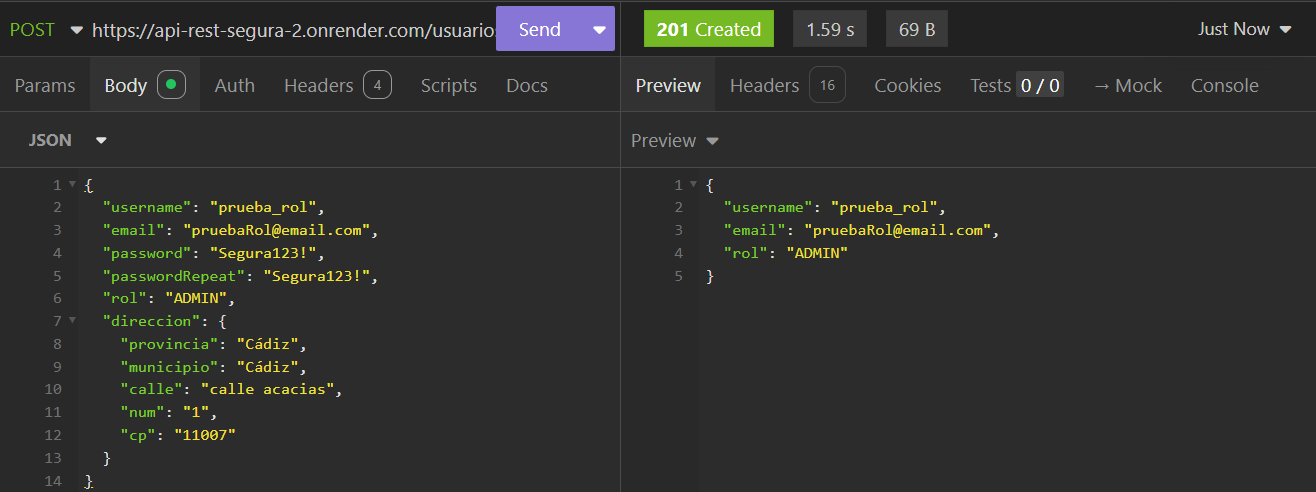 POST https://api-rest-segura-2.onrender.com/usuarios Send
201 Created 1.59 s 69 B Just Now
Params Body Auth Headers 4 Scripts Docs
Preview Headers 16 Cookies Tests 0 / 0 → Mock Console
JSON
Preview
1 {
2 "username": "prueba_rol",
3 "email": "pruebaRol@email.com",
4 "password": "Segura123!",
5 "passwordRepeat": "Segura123!",
6 "rol": "ADMIN",
7 "direccion": {
8 "provincia": "Cádiz",
9 "municipio": "Cádiz",
10 "calle": "calle acacias",
11 "num": "1",
12 "cp": "11007"
13 }
14 }
1 {
2 "username": "prueba_rol",
3 "email": "pruebaRol@email.com",
4 "rol": "ADMIN"
5 }